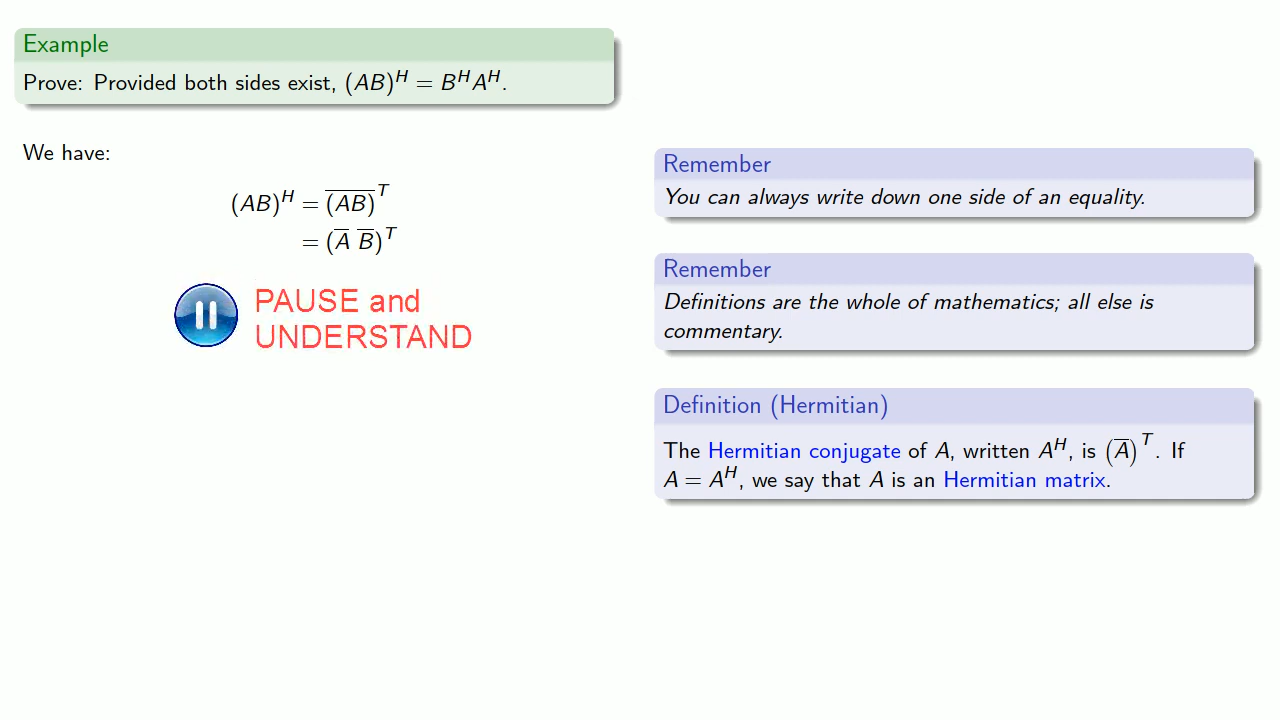 Example
Prove: Provided both sides exist, $(AB)^H = B^H A^H$.
We have:
$(AB)^H = \overline{(AB)}^T$
$= (\overline{A}\ \overline{B})^T$
PAUSE and
UNDERSTAND
Remember
You can always write down one side of an equality.
Remember
Definitions are the whole of mathematics; all else is
commentary.
Definition (Hermitian)
The Hermitian conjugate of $A$, written $A^H$, is $\left(\overline{A}\right)^T$. If
$A = A^H$, we say that $A$ is an Hermitian matrix.